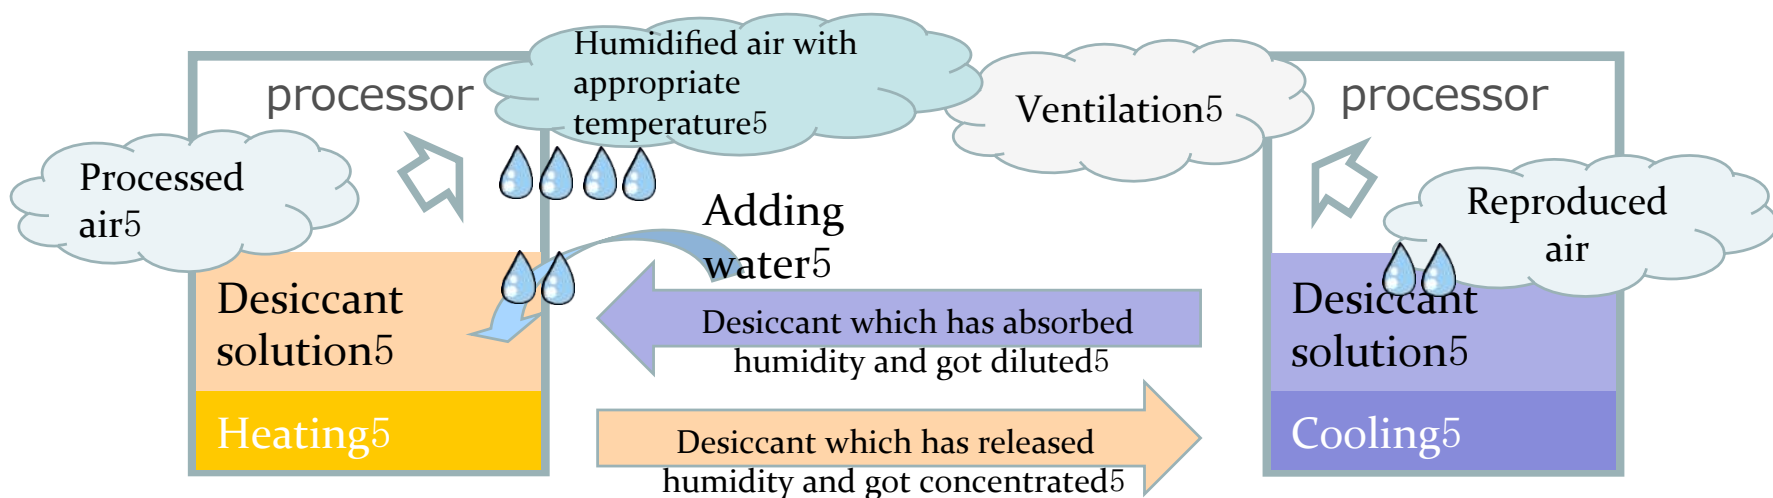 Humidified air with
appropriate
temperature5
processor
Processed
air5
Ventilation5
processor
Reproduced
air
Adding
water5
Desiccant
solution5
Heating5
Desiccant which has absorbed
humidity and got diluted5
Desiccant which has released
humidity and got concentrated5
Desiccant
solution5
Cooling5